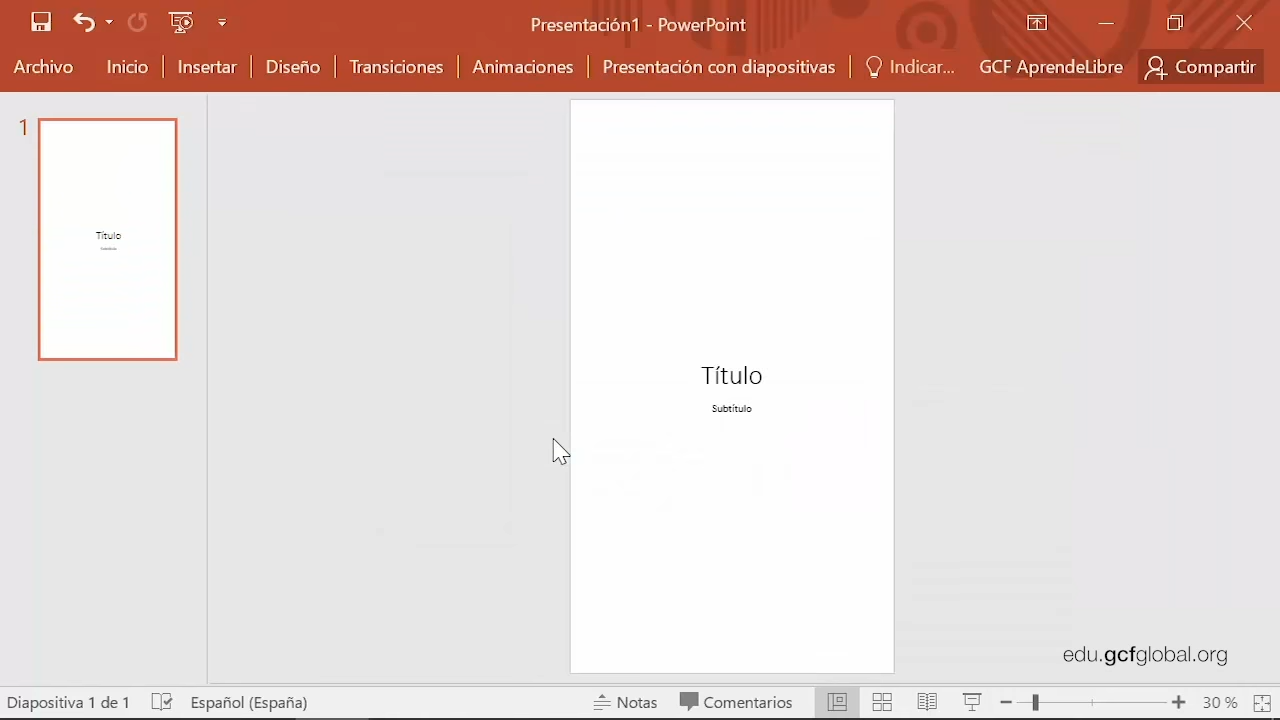 Presentación1 - PowerPoint
Archivo Inicio Insertar Diseño Transiciones Animaciones Presentación con diapositivas Indicar... GCF AprendeLibre Compartir
1
Título
Subtítulo
Título
Subtítulo
edu.gcfglobal.org
Diapositiva 1 de 1 Español (España) Notas Comentarios 30 %